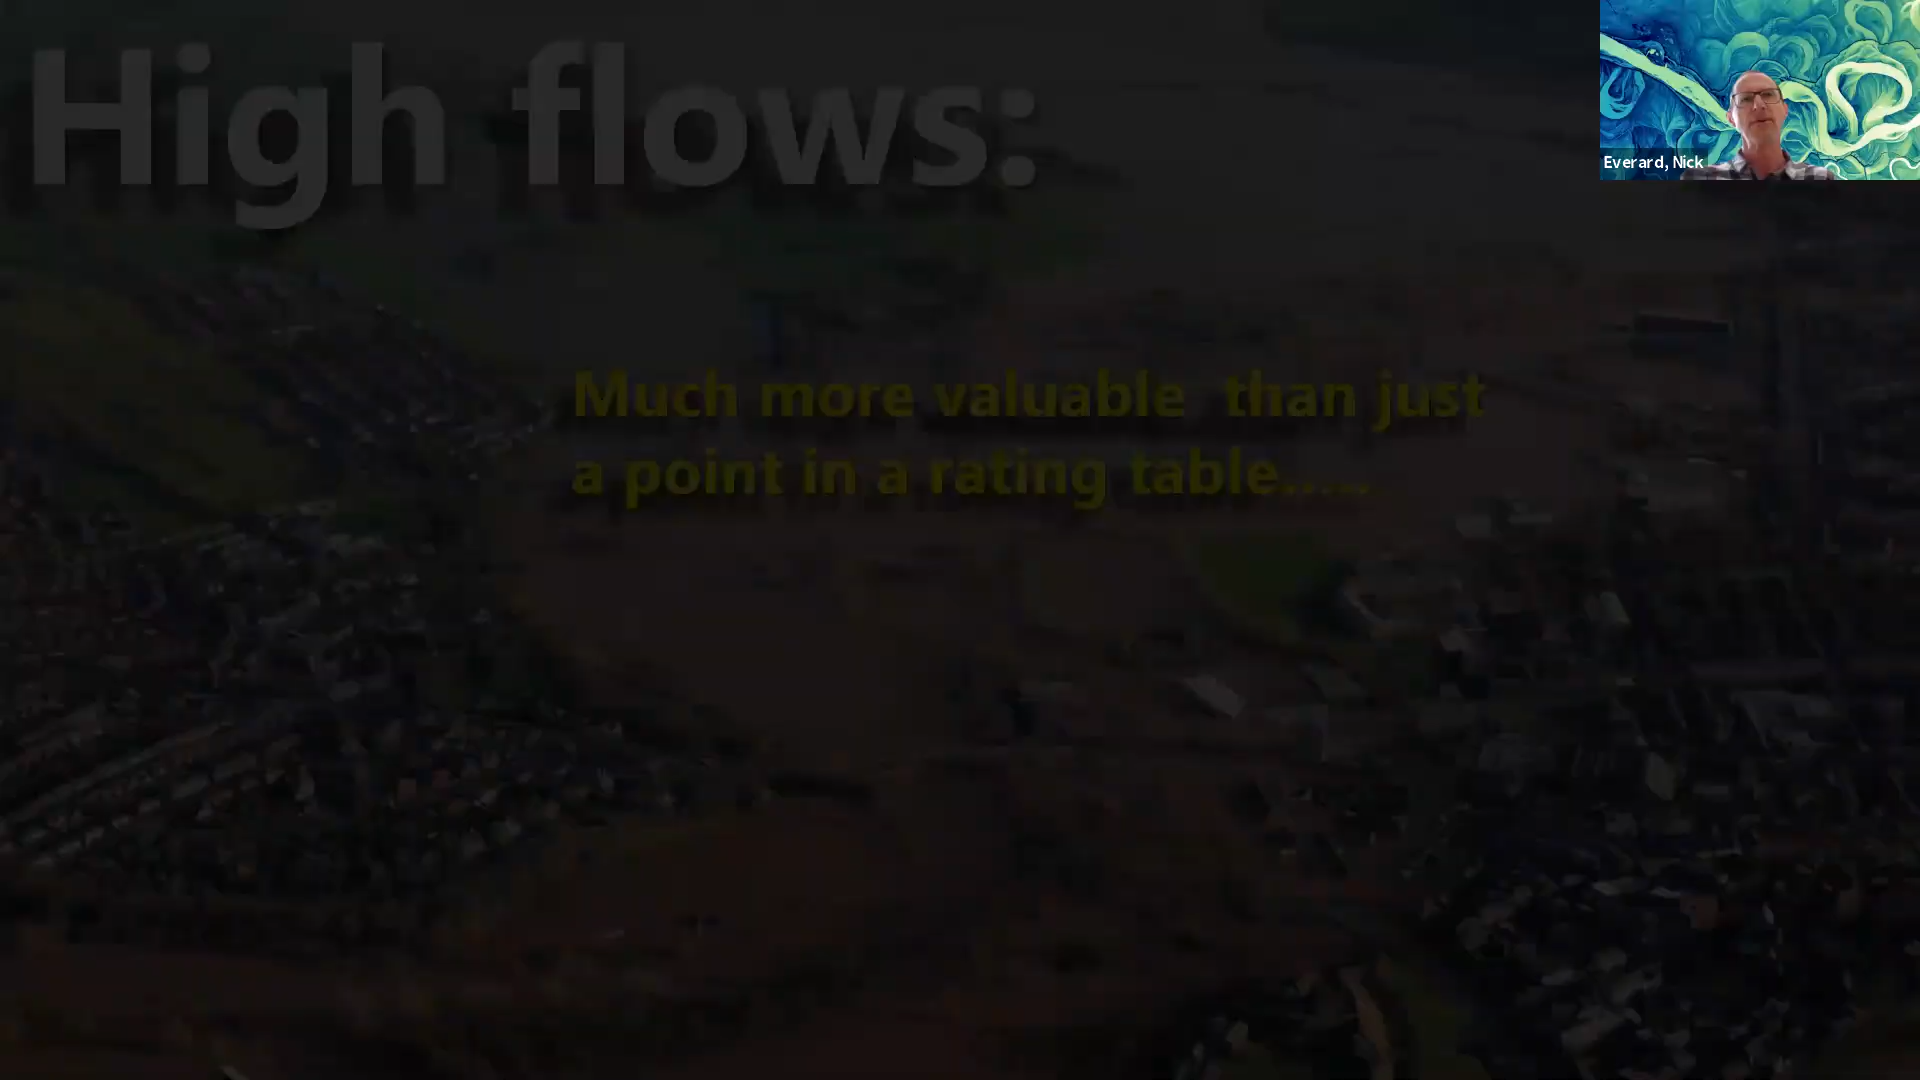 High flows:
Everard, Nick
Much more valuable than just
a point in a rating table.....